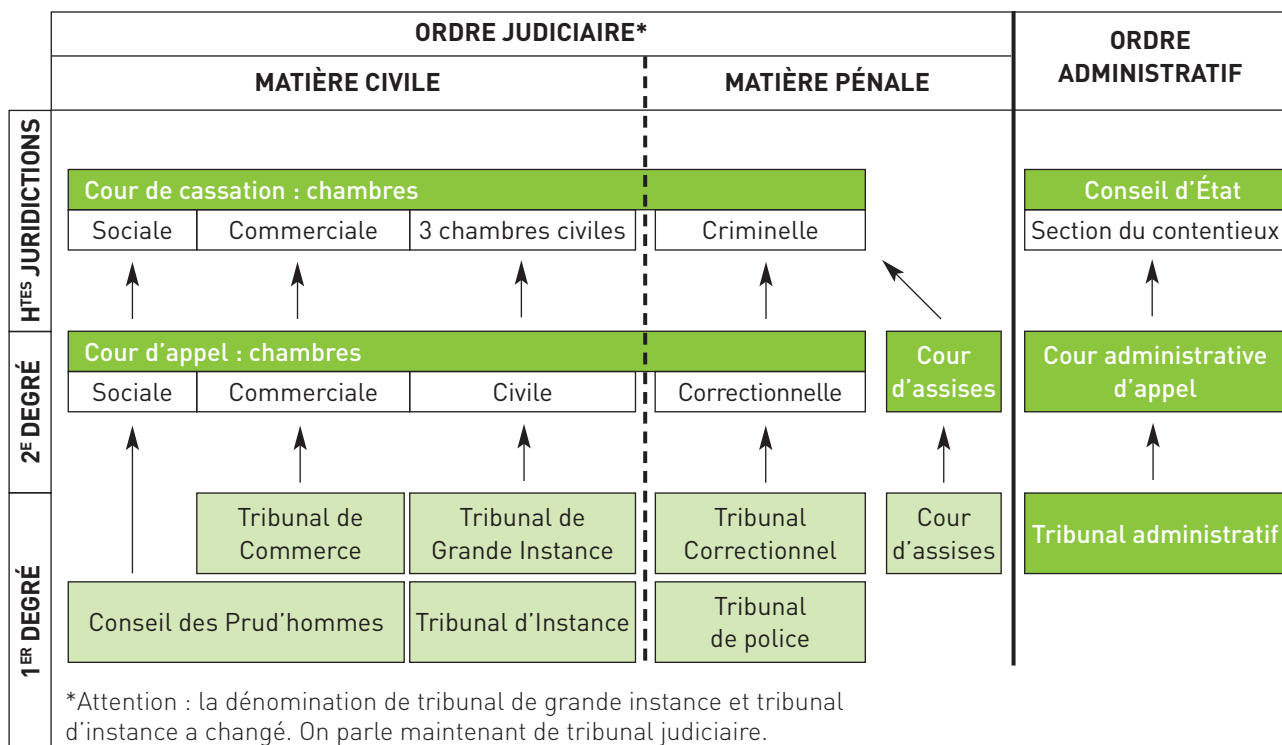 ORDRE JUDICIAIRE*
ORDRE
ADMINISTRATIF
MATIÈRE CIVILE
MATIÈRE PÉNALE
HTES JURIDICTIONS
Cour de cassation : chambres
Conseil d'État
Sociale
Commerciale
3 chambres civiles
Criminelle
Section du contentieux
2E DEGRÉ
Cour d'appel : chambres
Cour
d'assises
Cour administrative
d'appel
Sociale
Commerciale
Civile
Correctionnelle
1ER DEGRÉ
Tribunal de
Commerce
Tribunal de
Grande Instance
Tribunal
Correctionnel
Cour
d'assises
Tribunal administratif
Conseil des Prud'hommes
Tribunal d'Instance
Tribunal
de police
*Attention : la dénomination de tribunal de grande instance et tribunal
d'instance a changé. On parle maintenant de tribunal judiciaire.